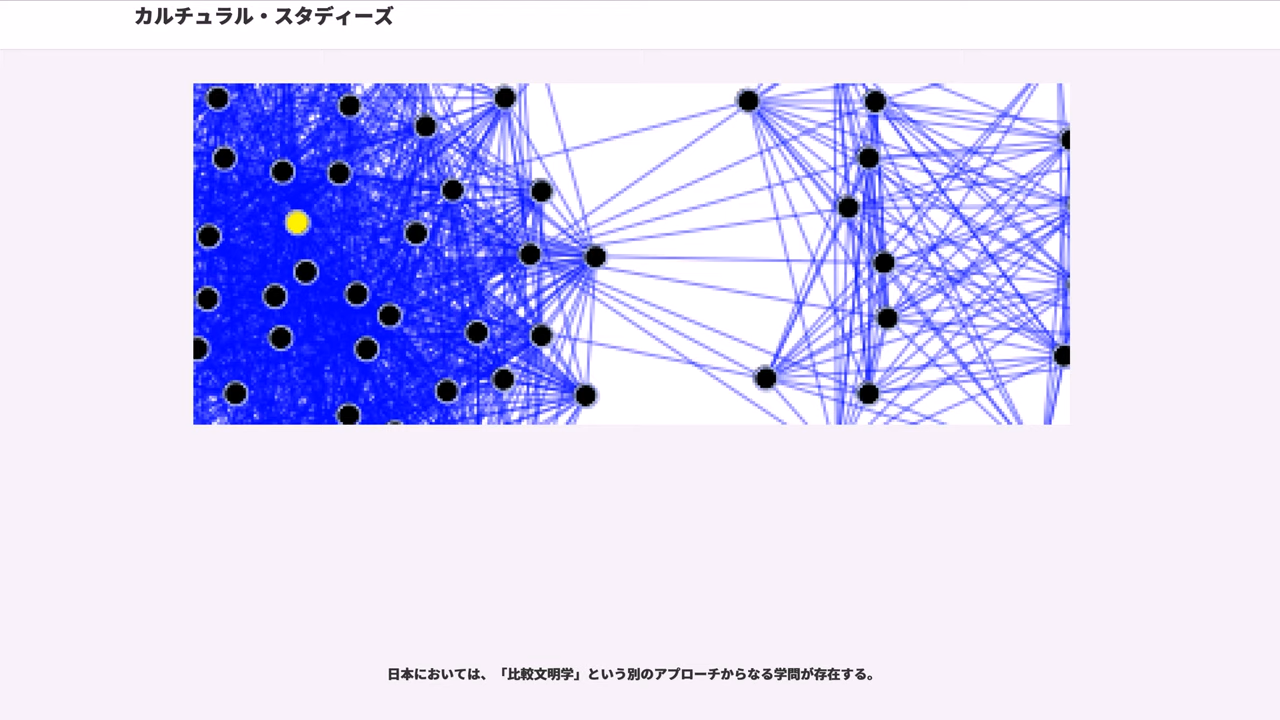 カルチュラル・スタディーズ
日本においては、「比較文明学」という別のアプローチからなる学問が存在する。